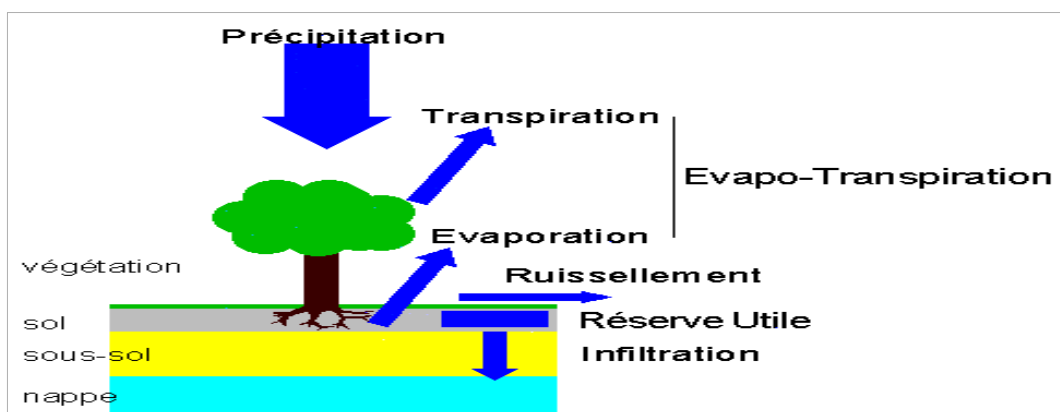 Précipitation
Transpiration
Evapo-Transpiration
Evaporation
végétation
Ruissellement
sol
Réserve Utile
sous-sol
Infiltration
nappe